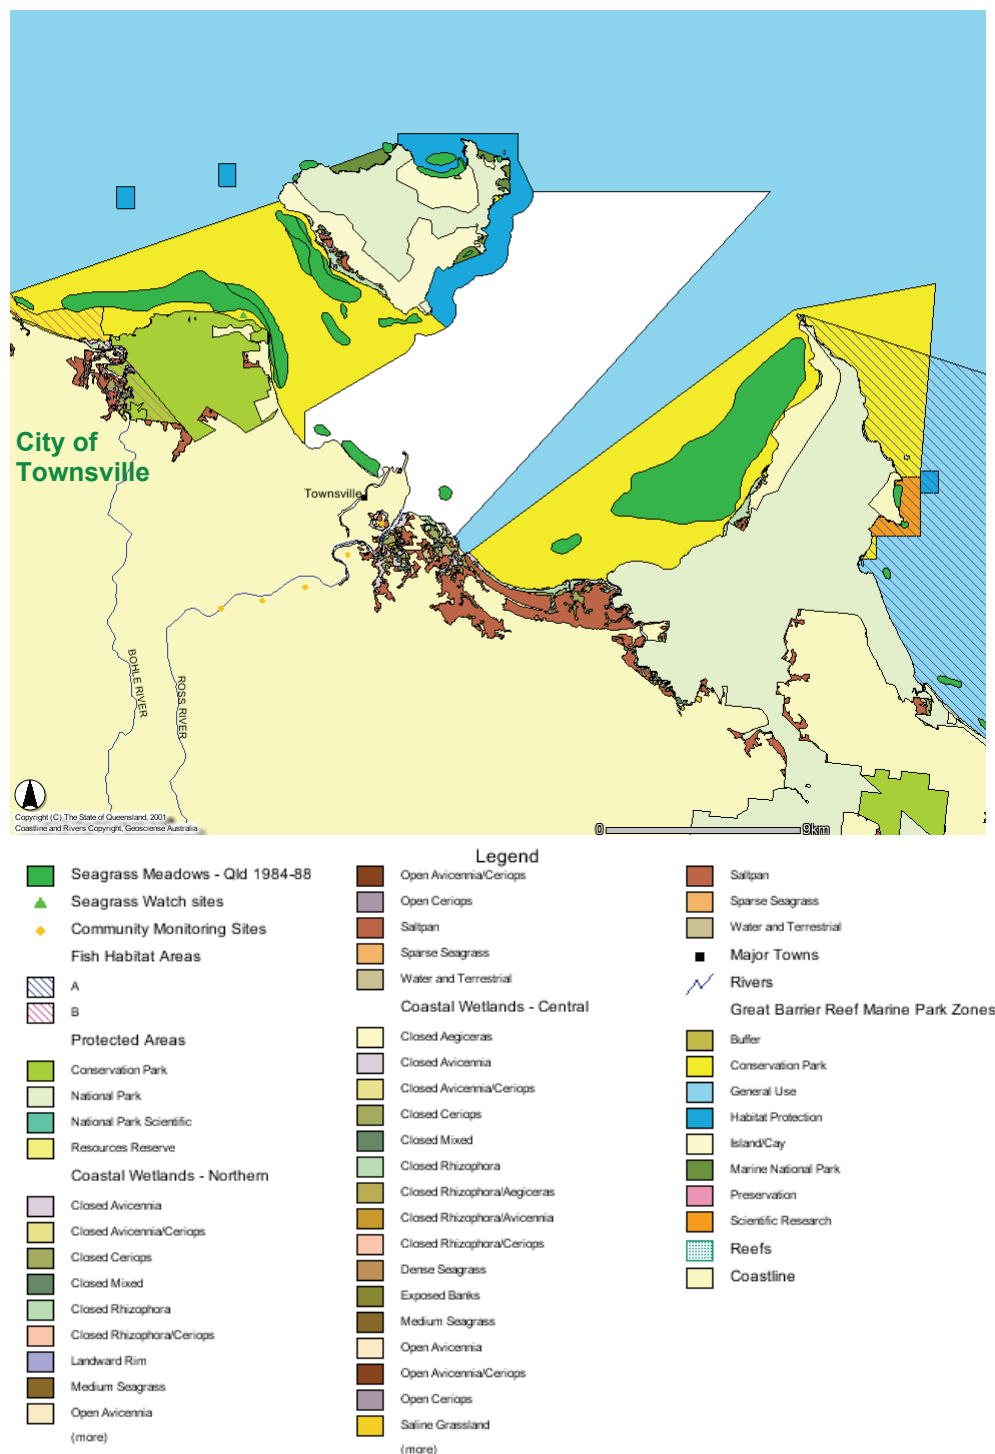 City of
Townsville
Townsville
BOHLE RIVER
ROSS RIVER
Copyright (C) The State of Queensland, 2001
Coastline and Rivers Copyright, Geosciense Australia
0 9km
Legend
Seagrass Meadows - Qld 1984-88
Seagrass Watch sites
Community Monitoring Sites
Fish Habitat Areas
A
B
Protected Areas
Conservation Park
National Park
National Park Scientific
Resources Reserve
Coastal Wetlands - Northern
Closed Avicennia
Closed Avicennia/Ceriops
Closed Ceriops
Closed Mixed
Closed Rhizophora
Closed Rhizophora/Ceriops
Landward Rim
Medium Seagrass
Open Avicennia
(more)
Open Avicennia/Ceriops
Open Ceriops
Saltpan
Sparse Seagrass
Water and Terrestrial
Coastal Wetlands - Central
Closed Aegiceras
Closed Avicennia
Closed Avicennia/Ceriops
Closed Ceriops
Closed Mixed
Closed Rhizophora
Closed Rhizophora/Aegiceras
Closed Rhizophora/Avicennia
Closed Rhizophora/Ceriops
Dense Seagrass
Exposed Banks
Medium Seagrass
Open Avicennia
Open Avicennia/Ceriops
Open Ceriops
Saline Grassland
(more)
Saltpan
Sparse Seagrass
Water and Terrestrial
Major Towns
Rivers
Great Barrier Reef Marine Park Zones
Buffer
Conservation Park
General Use
Habitat Protection
Island/Cay
Marine National Park
Preservation
Scientific Research
Reefs
Coastline